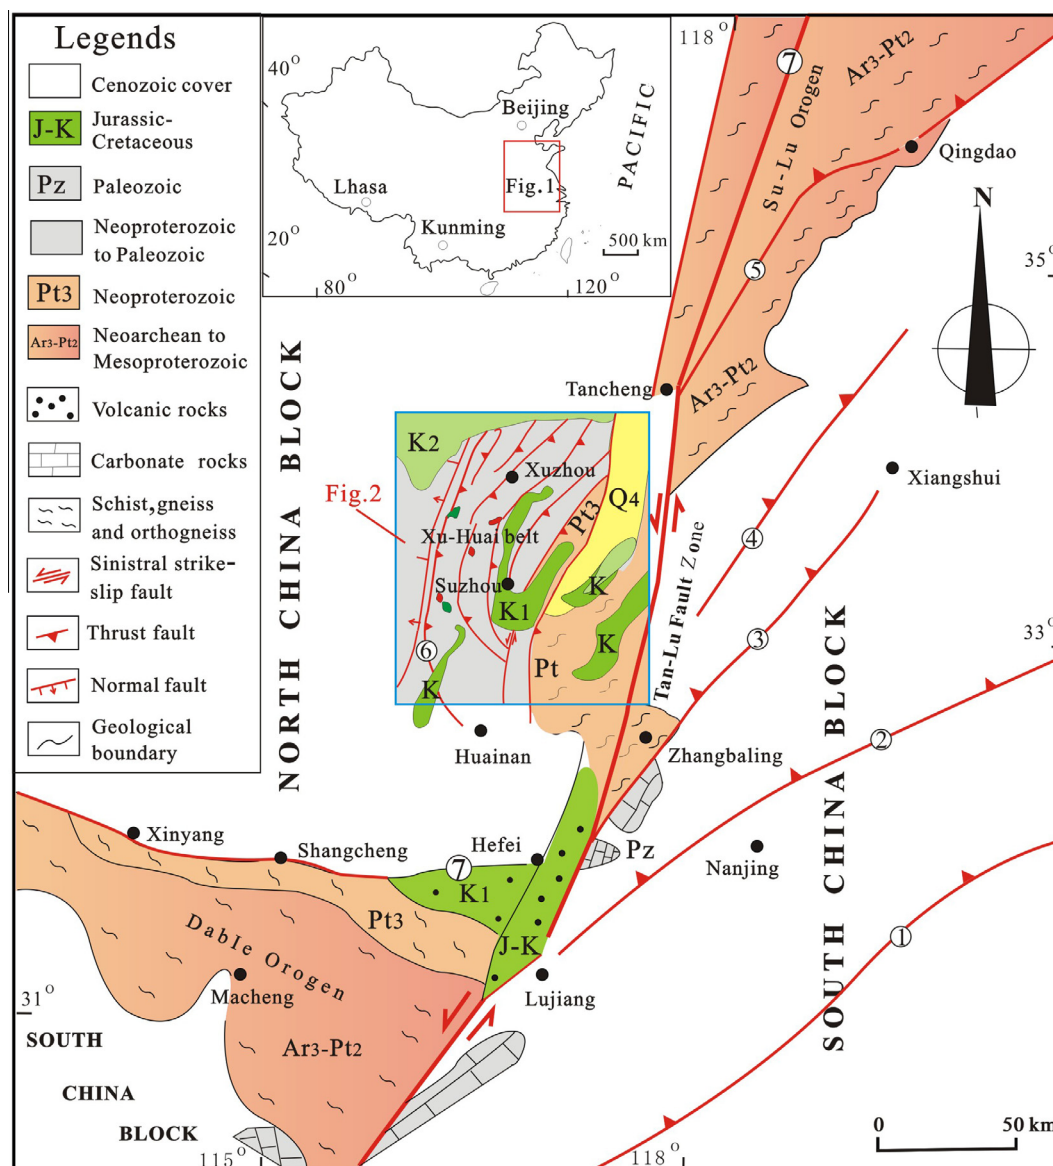 Legends
Cenozoic cover
J-K
Jurassic-
Cretaceous
Pz
Paleozoic
Neoproterozoic
to Paleozoic
Pt3
Neoproterozoic
Ar3-Pt2
Neoarchean to
Mesoproterozoic
Volcanic rocks
Carbonate rocks
Schist,gneiss
and orthogneiss
Sinistral strike-
slip fault
Thrust fault
Normal fault
Geological
boundary
40°
20°
80°
120°
Beijing
Lhasa
Kunming
Fig.1
PACIFIC
500 km
118°
7
Ar3-Pt2
Su-Lu Orogen
Qingdao
N
5
35°
Ar3-Pt2
Tancheng
Xiangshui
NORTH CHINA BLOCK
K2
Xuzhou
Fig.2
Q4
Pt3
Xu-Huai belt
Suzhou
K
K1
K
6
K
Pt
Tan-Lu Fault Zone
4
3
33°
2
SOUTH CHINA BLOCK
Huainan
Zhangbaling
Xinyang
Shangcheng
Hefei
7
K1
Pz
Nanjing
Pt3
J-K
1
Dable Orogen
Macheng
Lujiang
31°
SOUTH
CHINA
BLOCK
Ar3-Pt2
0
50 km
115°
118°